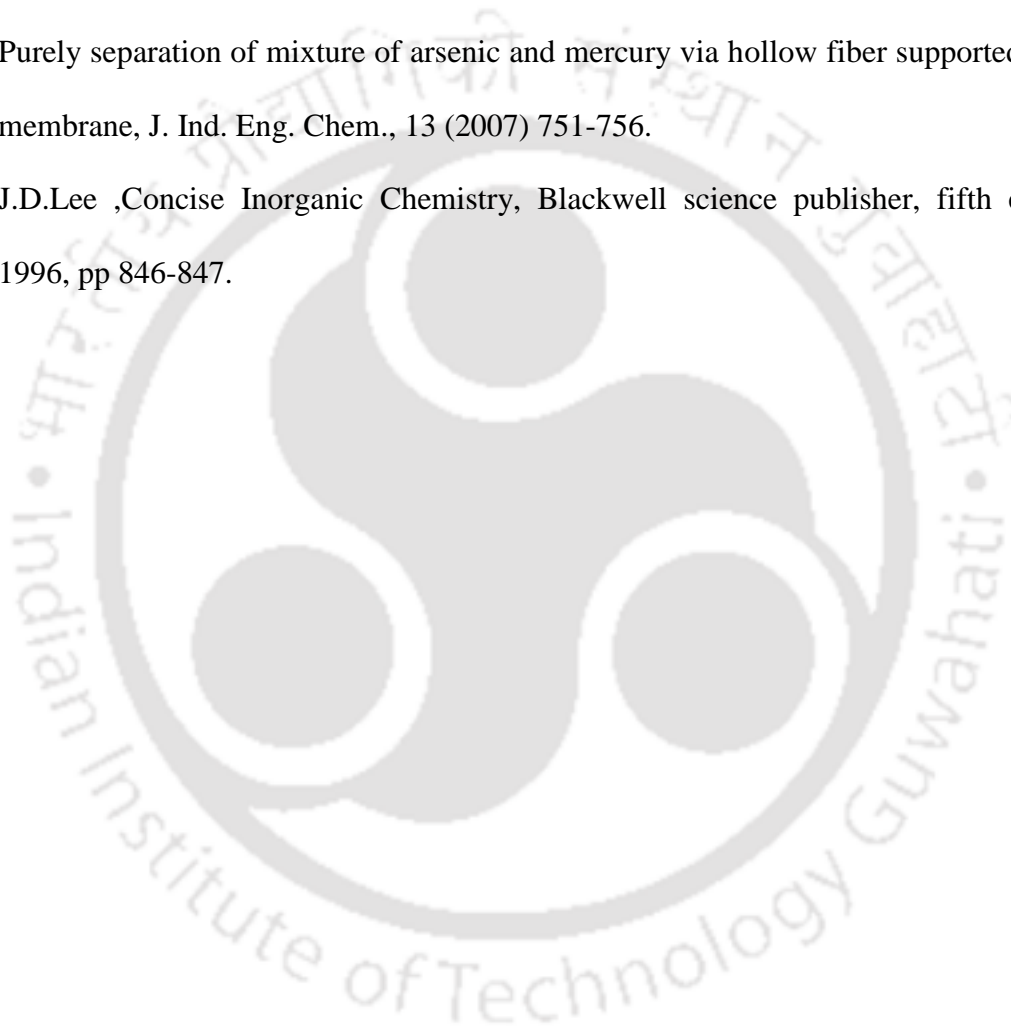 Purely separation of mixture of arsenic and mercury via hollow fiber supported
membrane, J. Ind. Eng. Chem., 13 (2007) 751-756.
J.D.Lee ,Concise Inorganic Chemistry, Blackwell science publisher, fifth
1996, pp 846-847.
भारतीय प्रौद्योगिकी संस्थान गुवाहाटी
• Indian Institute of Technology Guwahati •